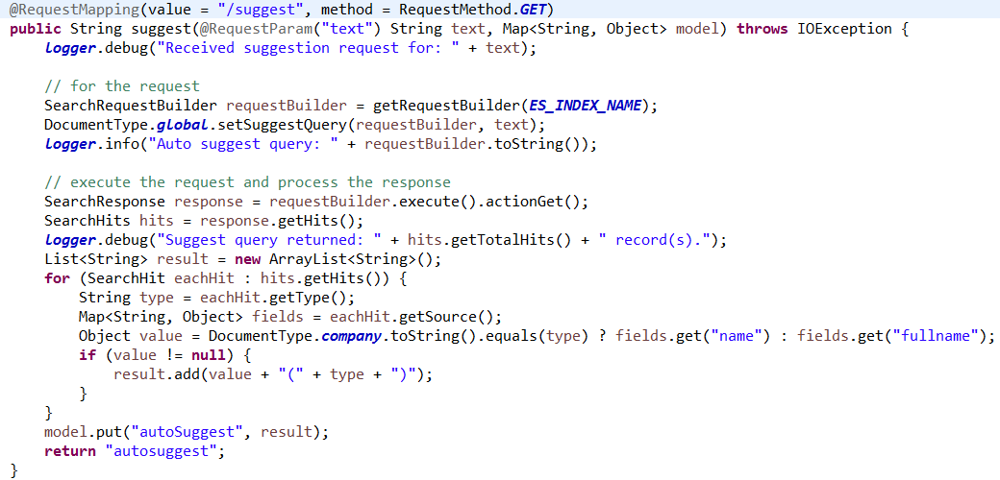 @RequestMapping(value = "/suggest", method = RequestMethod.GET)
public String suggest(@RequestParam("text") String text, Map<String, Object> model) throws IOException {
    logger.debug("Received suggestion request for: " + text);

    // for the request
    SearchRequestBuilder requestBuilder = getRequestBuilder(ES_INDEX_NAME);
    DocumentType.global.setSuggestQuery(requestBuilder, text);
    logger.info("Auto suggest query: " + requestBuilder.toString());

    // execute the request and process the response
    SearchResponse response = requestBuilder.execute().actionGet();
    SearchHits hits = response.getHits();
    logger.debug("Suggest query returned: " + hits.getTotalHits() + " record(s).");
    List<String> result = new ArrayList<String>();
    for (SearchHit eachHit : hits.getHits()) {
        String type = eachHit.getType();
        Map<String, Object> fields = eachHit.getSource();
        Object value = DocumentType.company.toString().equals(type) ? fields.get("name") : fields.get("fullname");
        if (value != null) {
            result.add(value + "(" + type + ")");
        }
    }
    model.put("autoSuggest", result);
    return "autosuggest";
}